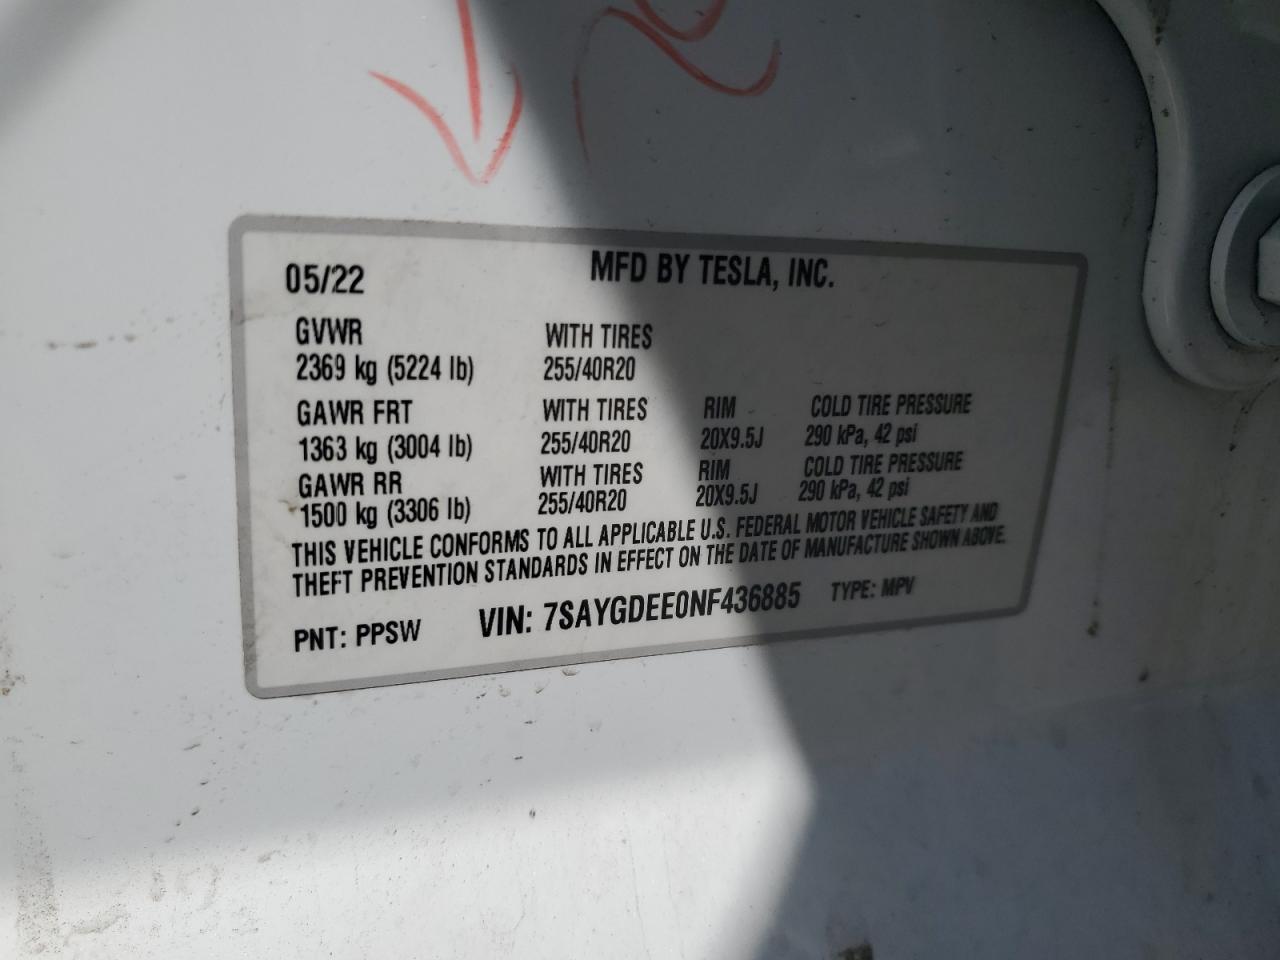 05/22 MFD BY TESLA, INC.
GVWR WITH TIRES
2369 kg (5224 lb) 255/40R20
GAWR FRT WITH TIRES RIM COLD TIRE PRESSURE
1363 kg (3004 lb) 255/40R20 20X9.5J 290 kPa, 42 psi
GAWR RR WITH TIRES RIM COLD TIRE PRESSURE
1500 kg (3306 lb) 255/40R20 20X9.5J 290 kPa, 42 psi
THIS VEHICLE CONFORMS TO ALL APPLICABLE U.S. FEDERAL MOTOR VEHICLE SAFETY AND
THEFT PREVENTION STANDARDS IN EFFECT ON THE DATE OF MANUFACTURE SHOWN ABOVE.
PNT: PPSW VIN: 7SAYGDEE0NF436885 TYPE: MPV